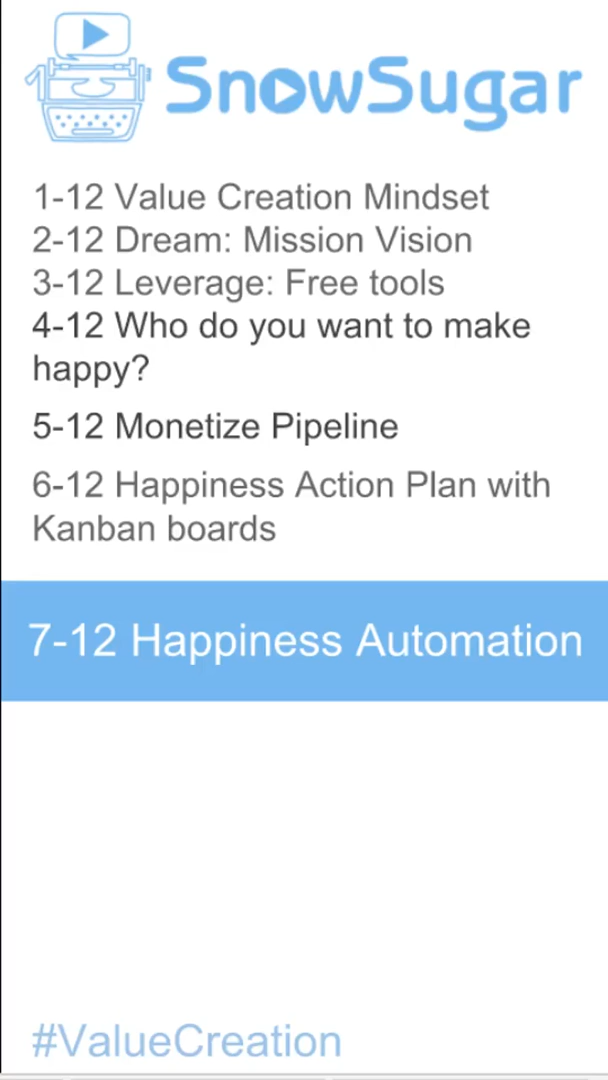 SnowSugar
1-12 Value Creation Mindset
2-12 Dream: Mission Vision
3-12 Leverage: Free tools
4-12 Who do you want to make
happy?
5-12 Monetize Pipeline
6-12 Happiness Action Plan with
Kanban boards
7-12 Happiness Automation
#ValueCreation